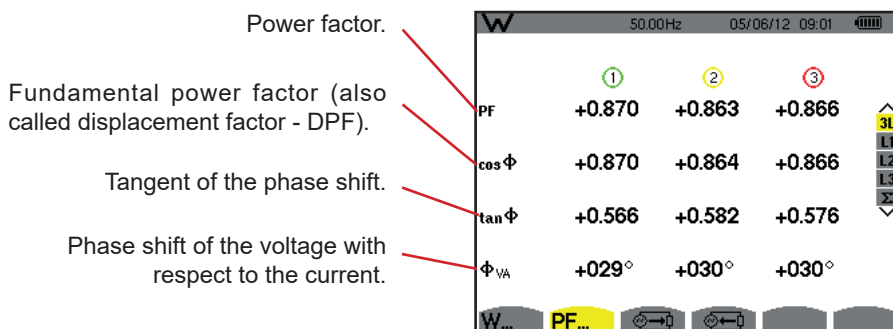 Power factor.
Fundamental power factor (also
called displacement factor - DPF).
Tangent of the phase shift.
Phase shift of the voltage with
respect to the current.
W 50.00Hz 05/06/12 09:01
1 2 3
PF +0.870 +0.863 +0.866
cosΦ +0.870 +0.864 +0.866
tanΦ +0.566 +0.582 +0.576
ΦVA +029° +030° +030°
3L
L1
L2
L3
Σ
W... PF...